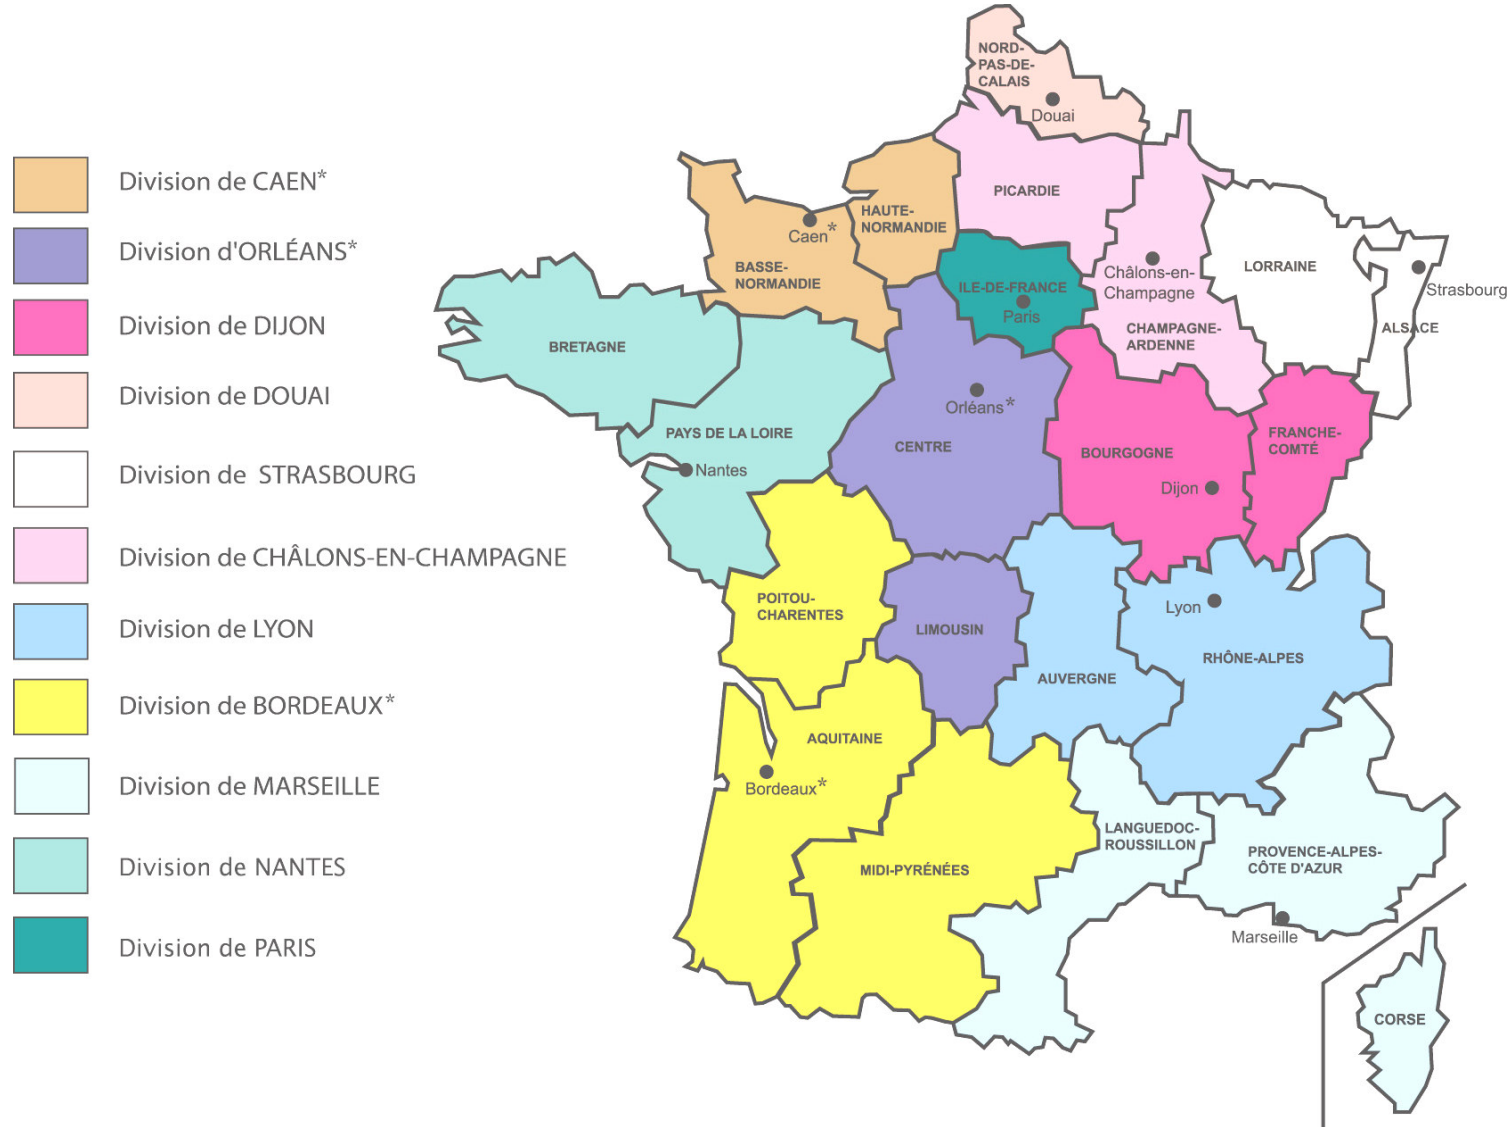 Division de CAEN*
Division d'ORLÉANS*
Division de DIJON
Division de DOUAI
Division de STRASBOURG
Division de CHÂLONS-EN-CHAMPAGNE
Division de LYON
Division de BORDEAUX*
Division de MARSEILLE
Division de NANTES
Division de PARIS
NORD-
PAS-DE-
CALAIS
Douai
PICARDIE
HAUTE-
NORMANDIE
Caen*
BASSE-
NORMANDIE
ILE-DE-FRANCE
Paris
Châlons-en-
Champagne
CHAMPAGNE-
ARDENNE
LORRAINE
Strasbourg
ALSACE
BRETAGNE
PAYS DE LA LOIRE
Nantes
Orléans*
CENTRE
BOURGOGNE
Dijon
FRANCHE-
COMTÉ
POITOU-
CHARENTES
LIMOUSIN
AUVERGNE
Lyon
RHÔNE-ALPES
AQUITAINE
Bordeaux*
MIDI-PYRÉNÉES
LANGUEDOC-
ROUSSILLON
PROVENCE-ALPES-
CÔTE D'AZUR
Marseille
CORSE